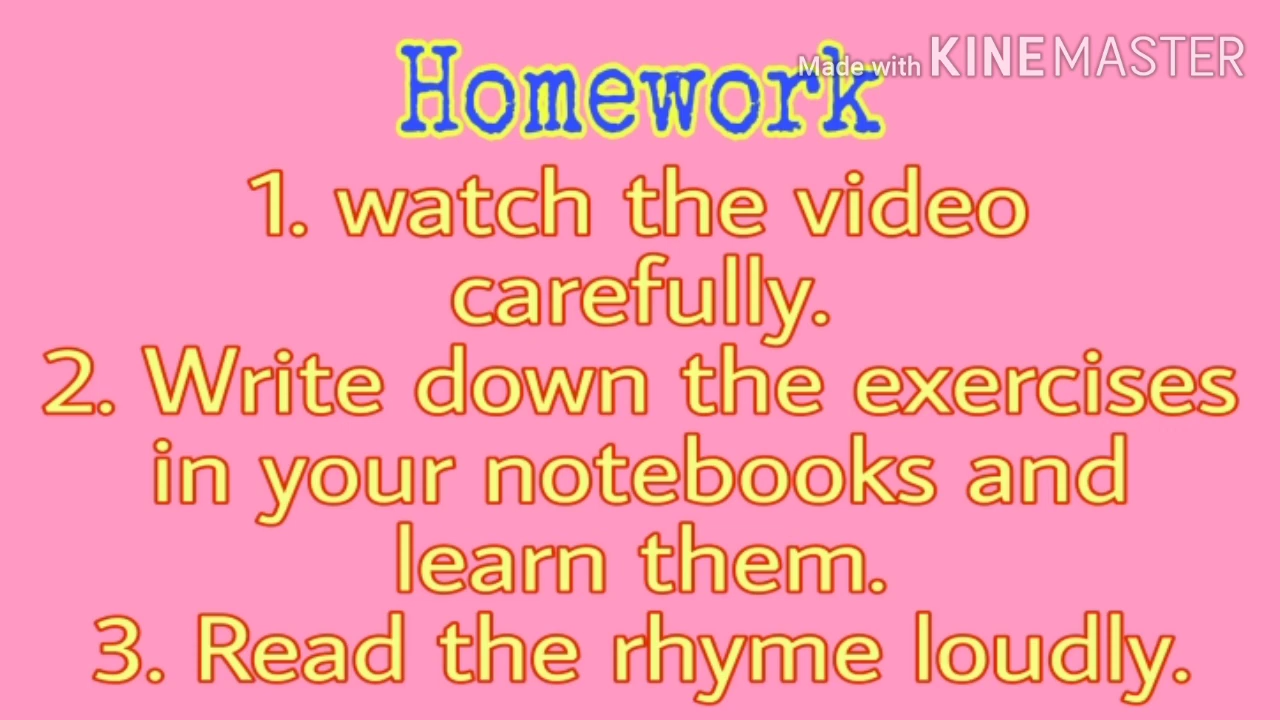 Homework
Made with KINEMASTER
1. watch the video
carefully.
2. Write down the exercises
in your notebooks and
learn them.
3. Read the rhyme loudly.